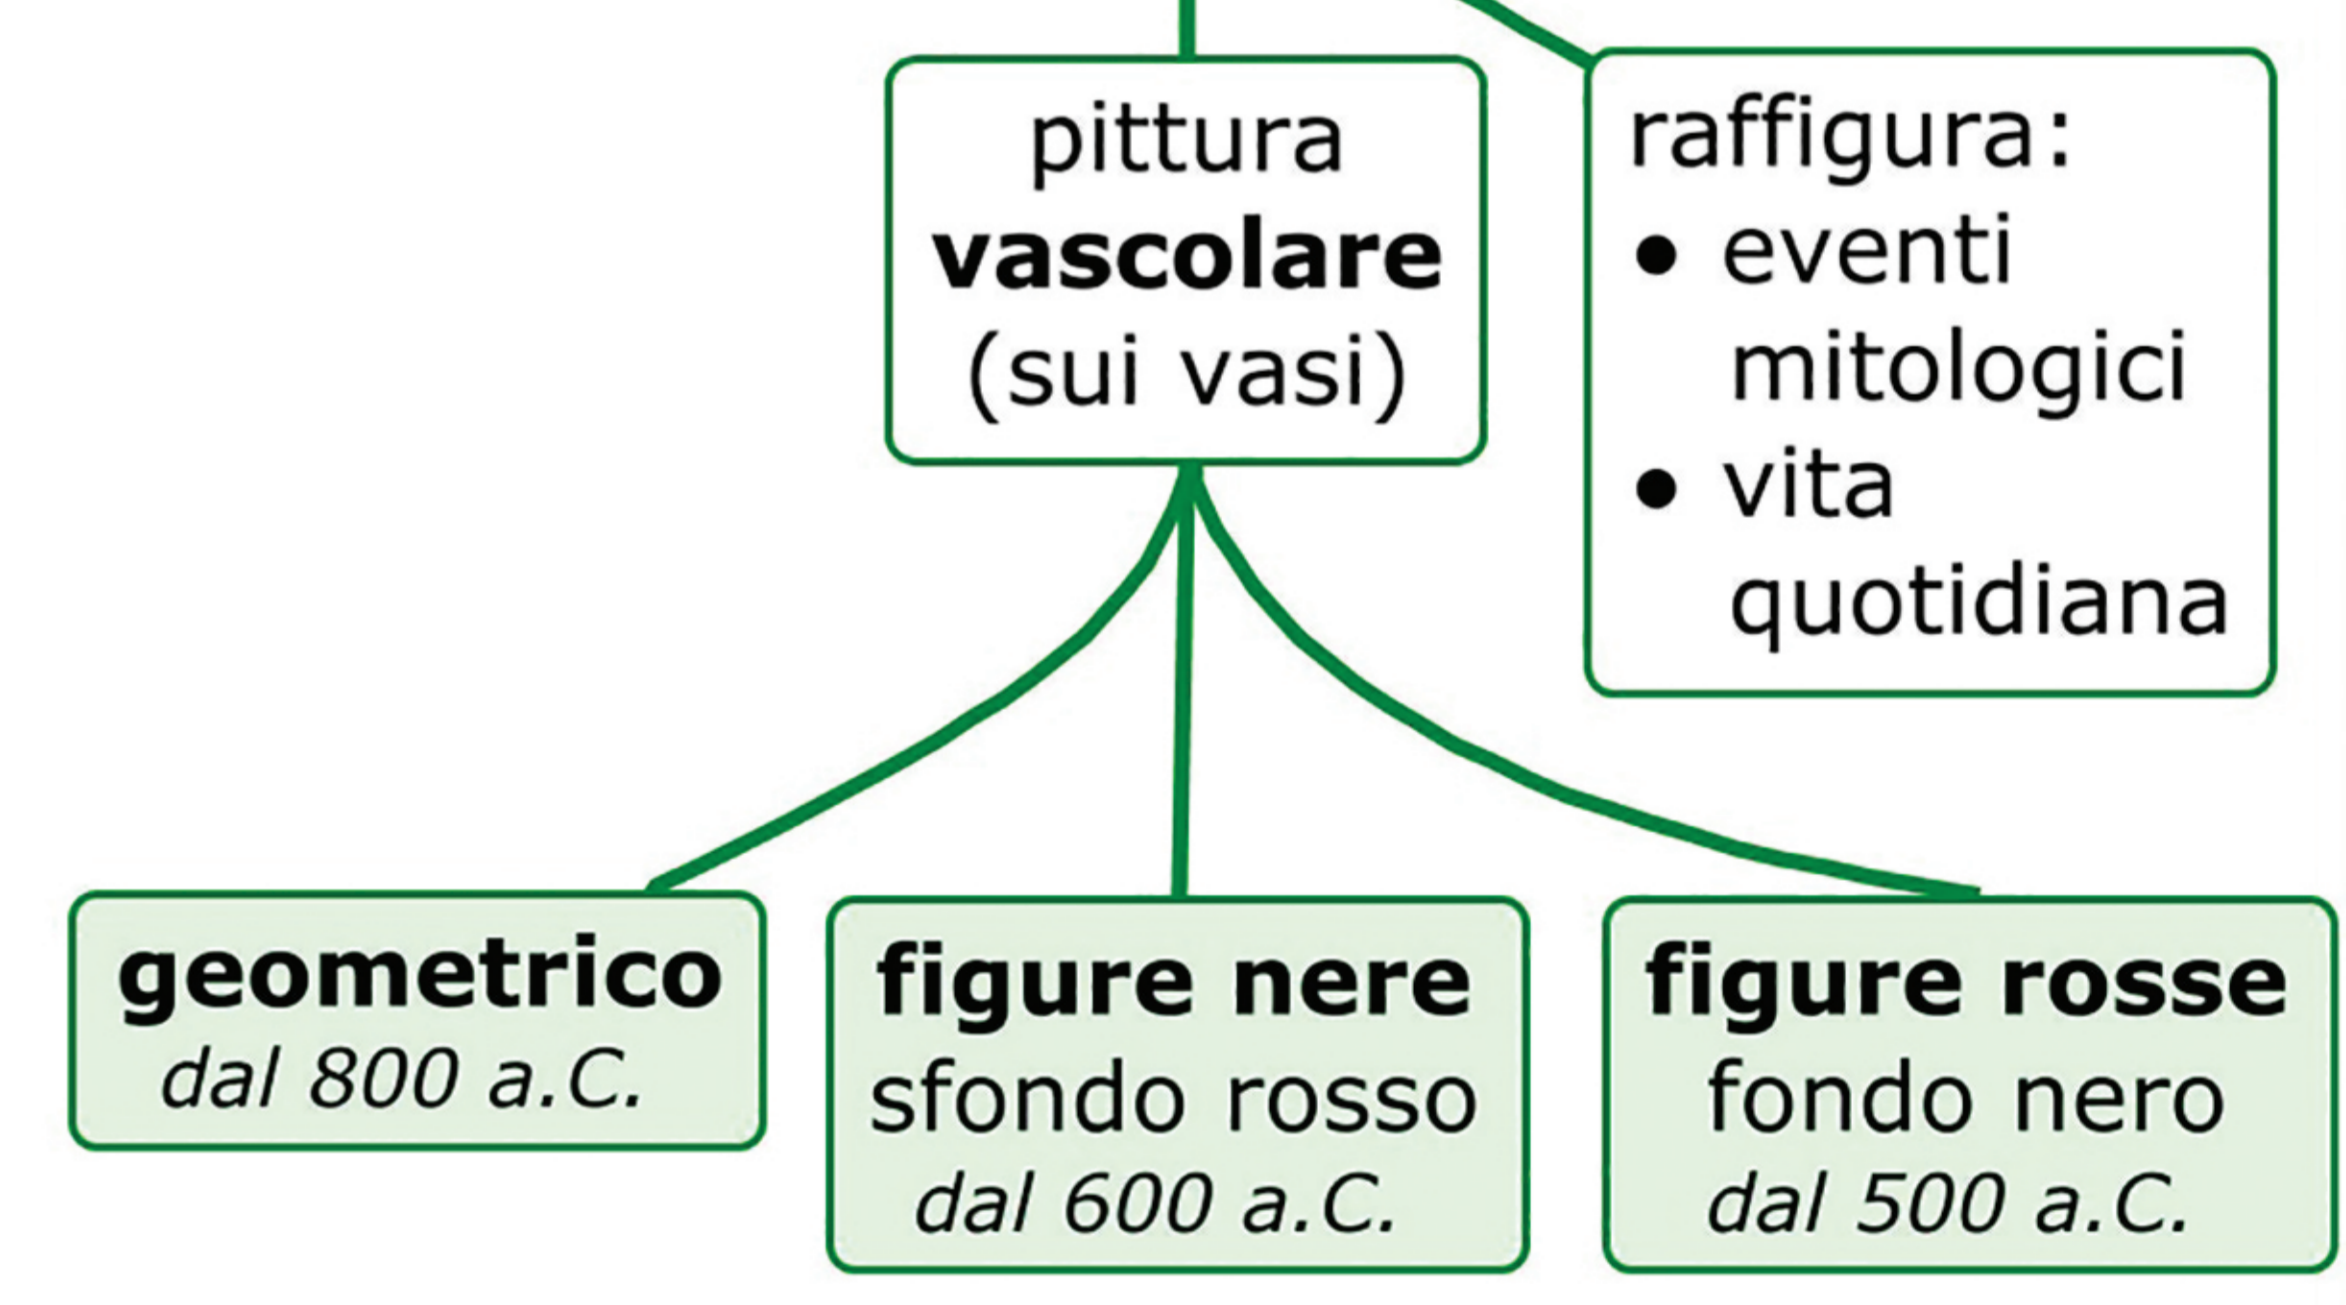 pittura
vascolare
(sui vasi)
raffigura:
● eventi
mitologici
● vita
quotidiana
geometrico
dal 800 a.C.
figure nere
sfondo rosso
dal 600 a.C.
figure rosse
fondo nero
dal 500 a.C.